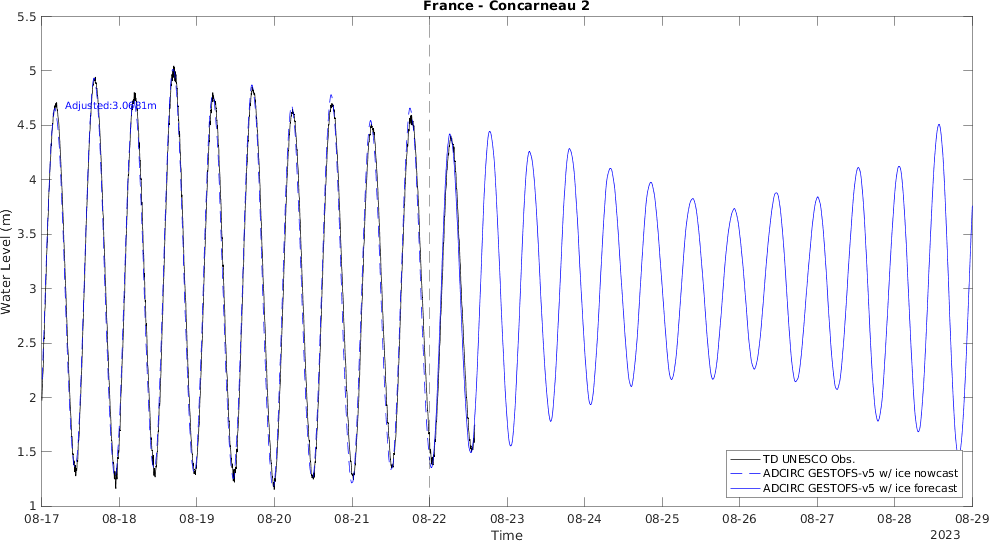 France - Concarneau 2
5.5
5
4.5
4
3.5
3
2.5
2
1.5
1
Water Level (m)
Adjusted:3.0681m
TD UNESCO Obs.
ADCIRC GESTOFS-v5 w/ ice nowcast
ADCIRC GESTOFS-v5 w/ ice forecast
08-17 08-18 08-19 08-20 08-21 08-22 08-23 08-24 08-25 08-26 08-27 08-28 08-29
Time
2023